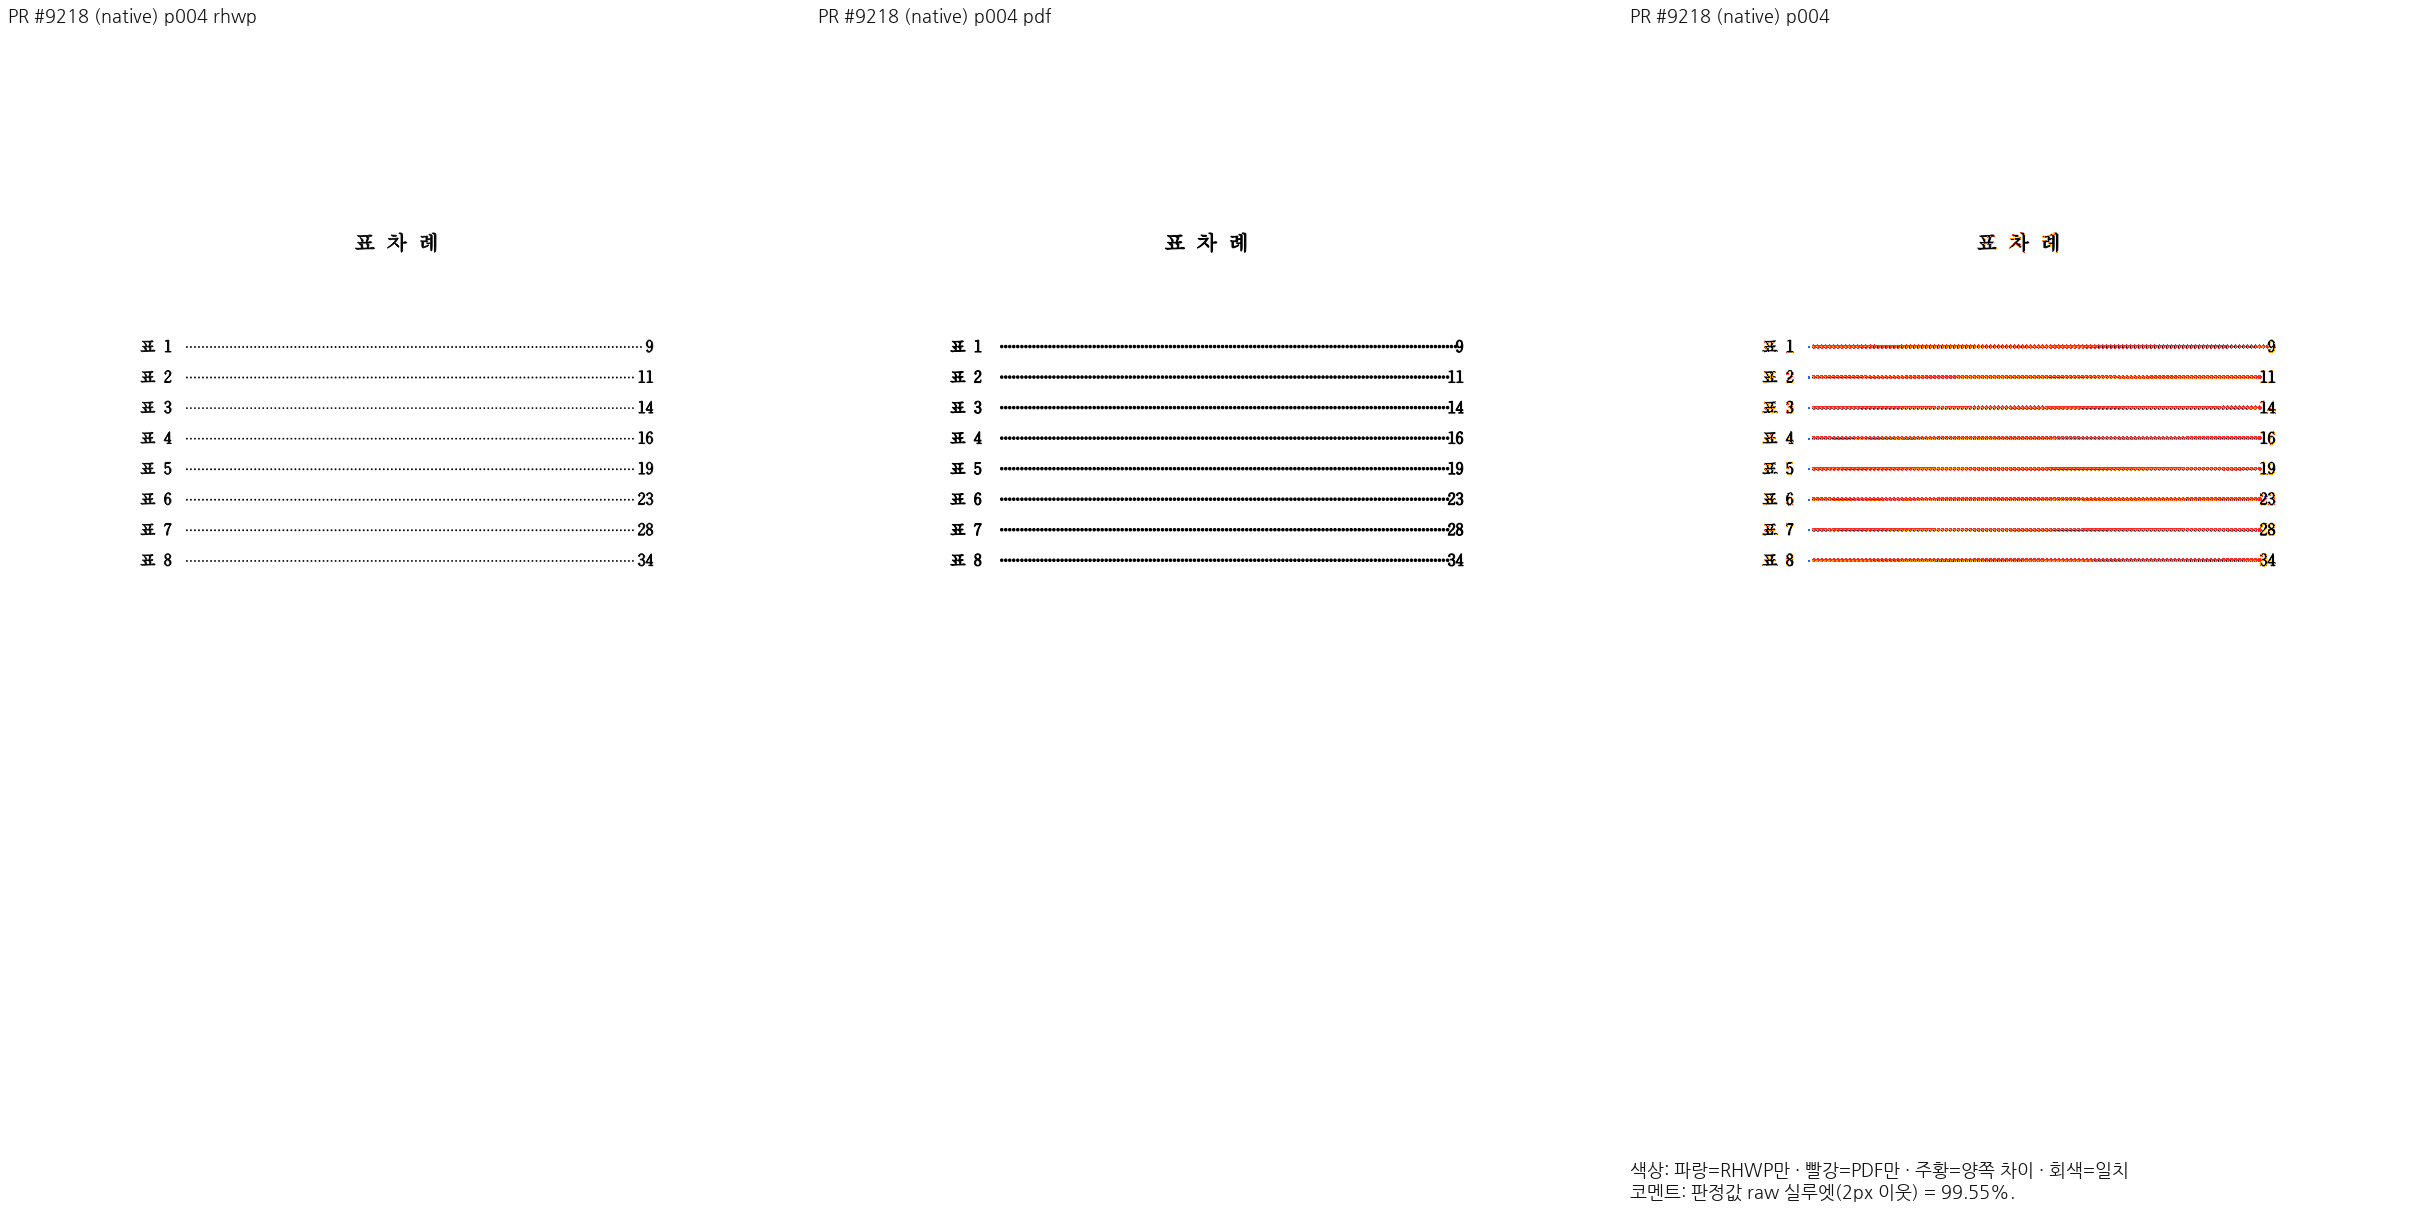 PR #9218 (native) p004 rhwp
표 차 례
표 1 ········································ 9
표 2 ········································ 11
표 3 ········································ 14
표 4 ········································ 16
표 5 ········································ 19
표 6 ········································ 23
표 7 ········································ 28
표 8 ········································ 34
PR #9218 (native) p004 pdf
표 차 례
표 1 ········································ 9
표 2 ········································ 11
표 3 ········································ 14
표 4 ········································ 16
표 5 ········································ 19
표 6 ········································ 23
표 7 ········································ 28
표 8 ········································ 34
PR #9218 (native) p004
표 차 례
표 1 ········································ 9
표 2 ········································ 11
표 3 ········································ 14
표 4 ········································ 16
표 5 ········································ 19
표 6 ········································ 23
표 7 ········································ 28
표 8 ········································ 34
색상: 파랑=RHWP만 · 빨강=PDF만 · 주황=양쪽 차이 · 회색=일치
코멘트: 판정값 raw 실루엣(2px 이웃) = 99.55%.